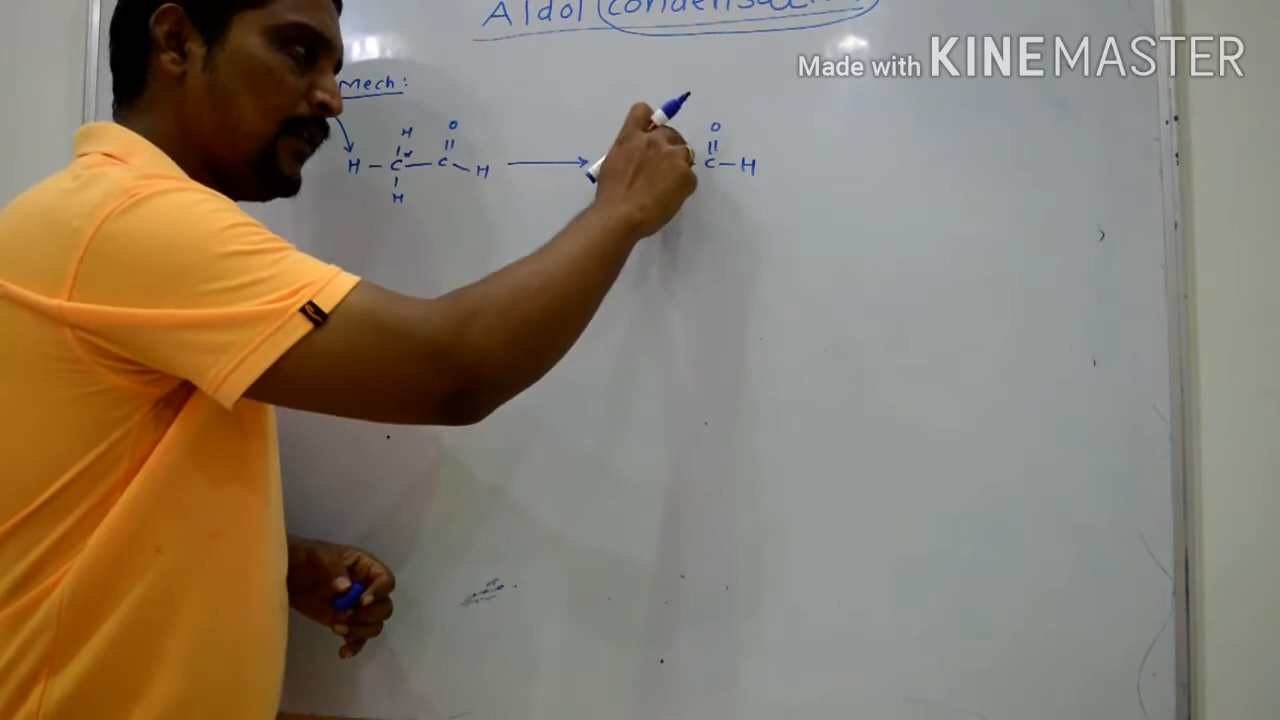 Aldol Condensation
Made with KINEMASTER
Mech:
H O O
H – C – C – H ⟶ C – H
H